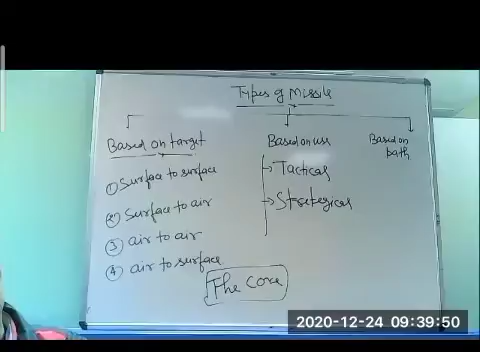 Types of Missile
Based on target
Based on use
Based on path
① Surface to surface
② Surface to air
③ air to air
④ air to surface
→ Tactical
→ Strategical
The Core
2020-12-24 09:39:50